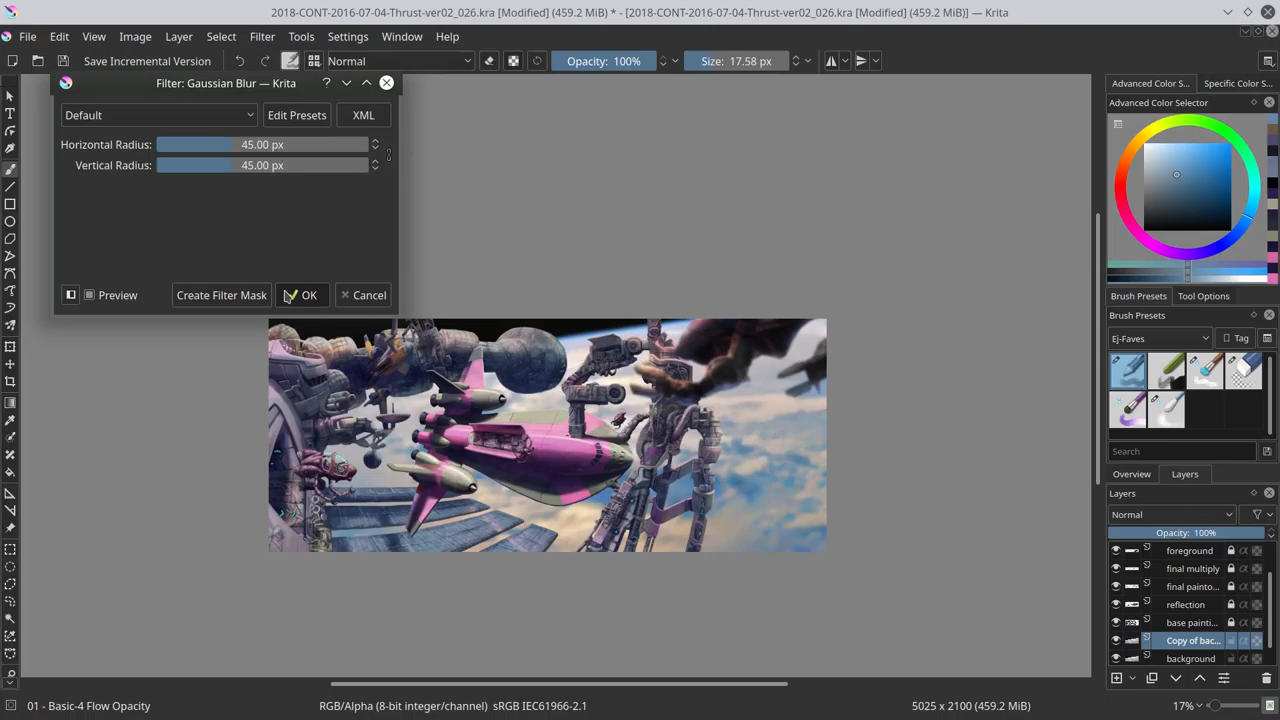 2018-CONT-2016-07-04-Thrust-ver02_026.kra [Modified] (459.2 MiB) * - [2018-CONT-2016-07-04-Thrust-ver02_026.kra [Modified] (459.2 MiB)] — Krita
File Edit View Image Layer Select Filter Tools Settings Window Help
Save Incremental Version Normal Opacity: 100% Size: 17.58 px
Filter: Gaussian Blur — Krita ?
Default Edit Presets XML
Horizontal Radius: 45.00 px
Vertical Radius: 45.00 px
Preview Create Filter Mask OK Cancel
Advanced Color S... Specific Color S...
Advanced Color Selector
Brush Presets Tool Options
Brush Presets
Ej-Faves Tag
Search
Overview Layers
Layers
Normal
Opacity: 100%
foreground
final multiply
final painto...
reflection
base painti...
Copy of bac...
background
01 - Basic-4 Flow Opacity RGB/Alpha (8-bit integer/channel) sRGB IEC61966-2.1 5025 x 2100 (459.2 MiB) 17%